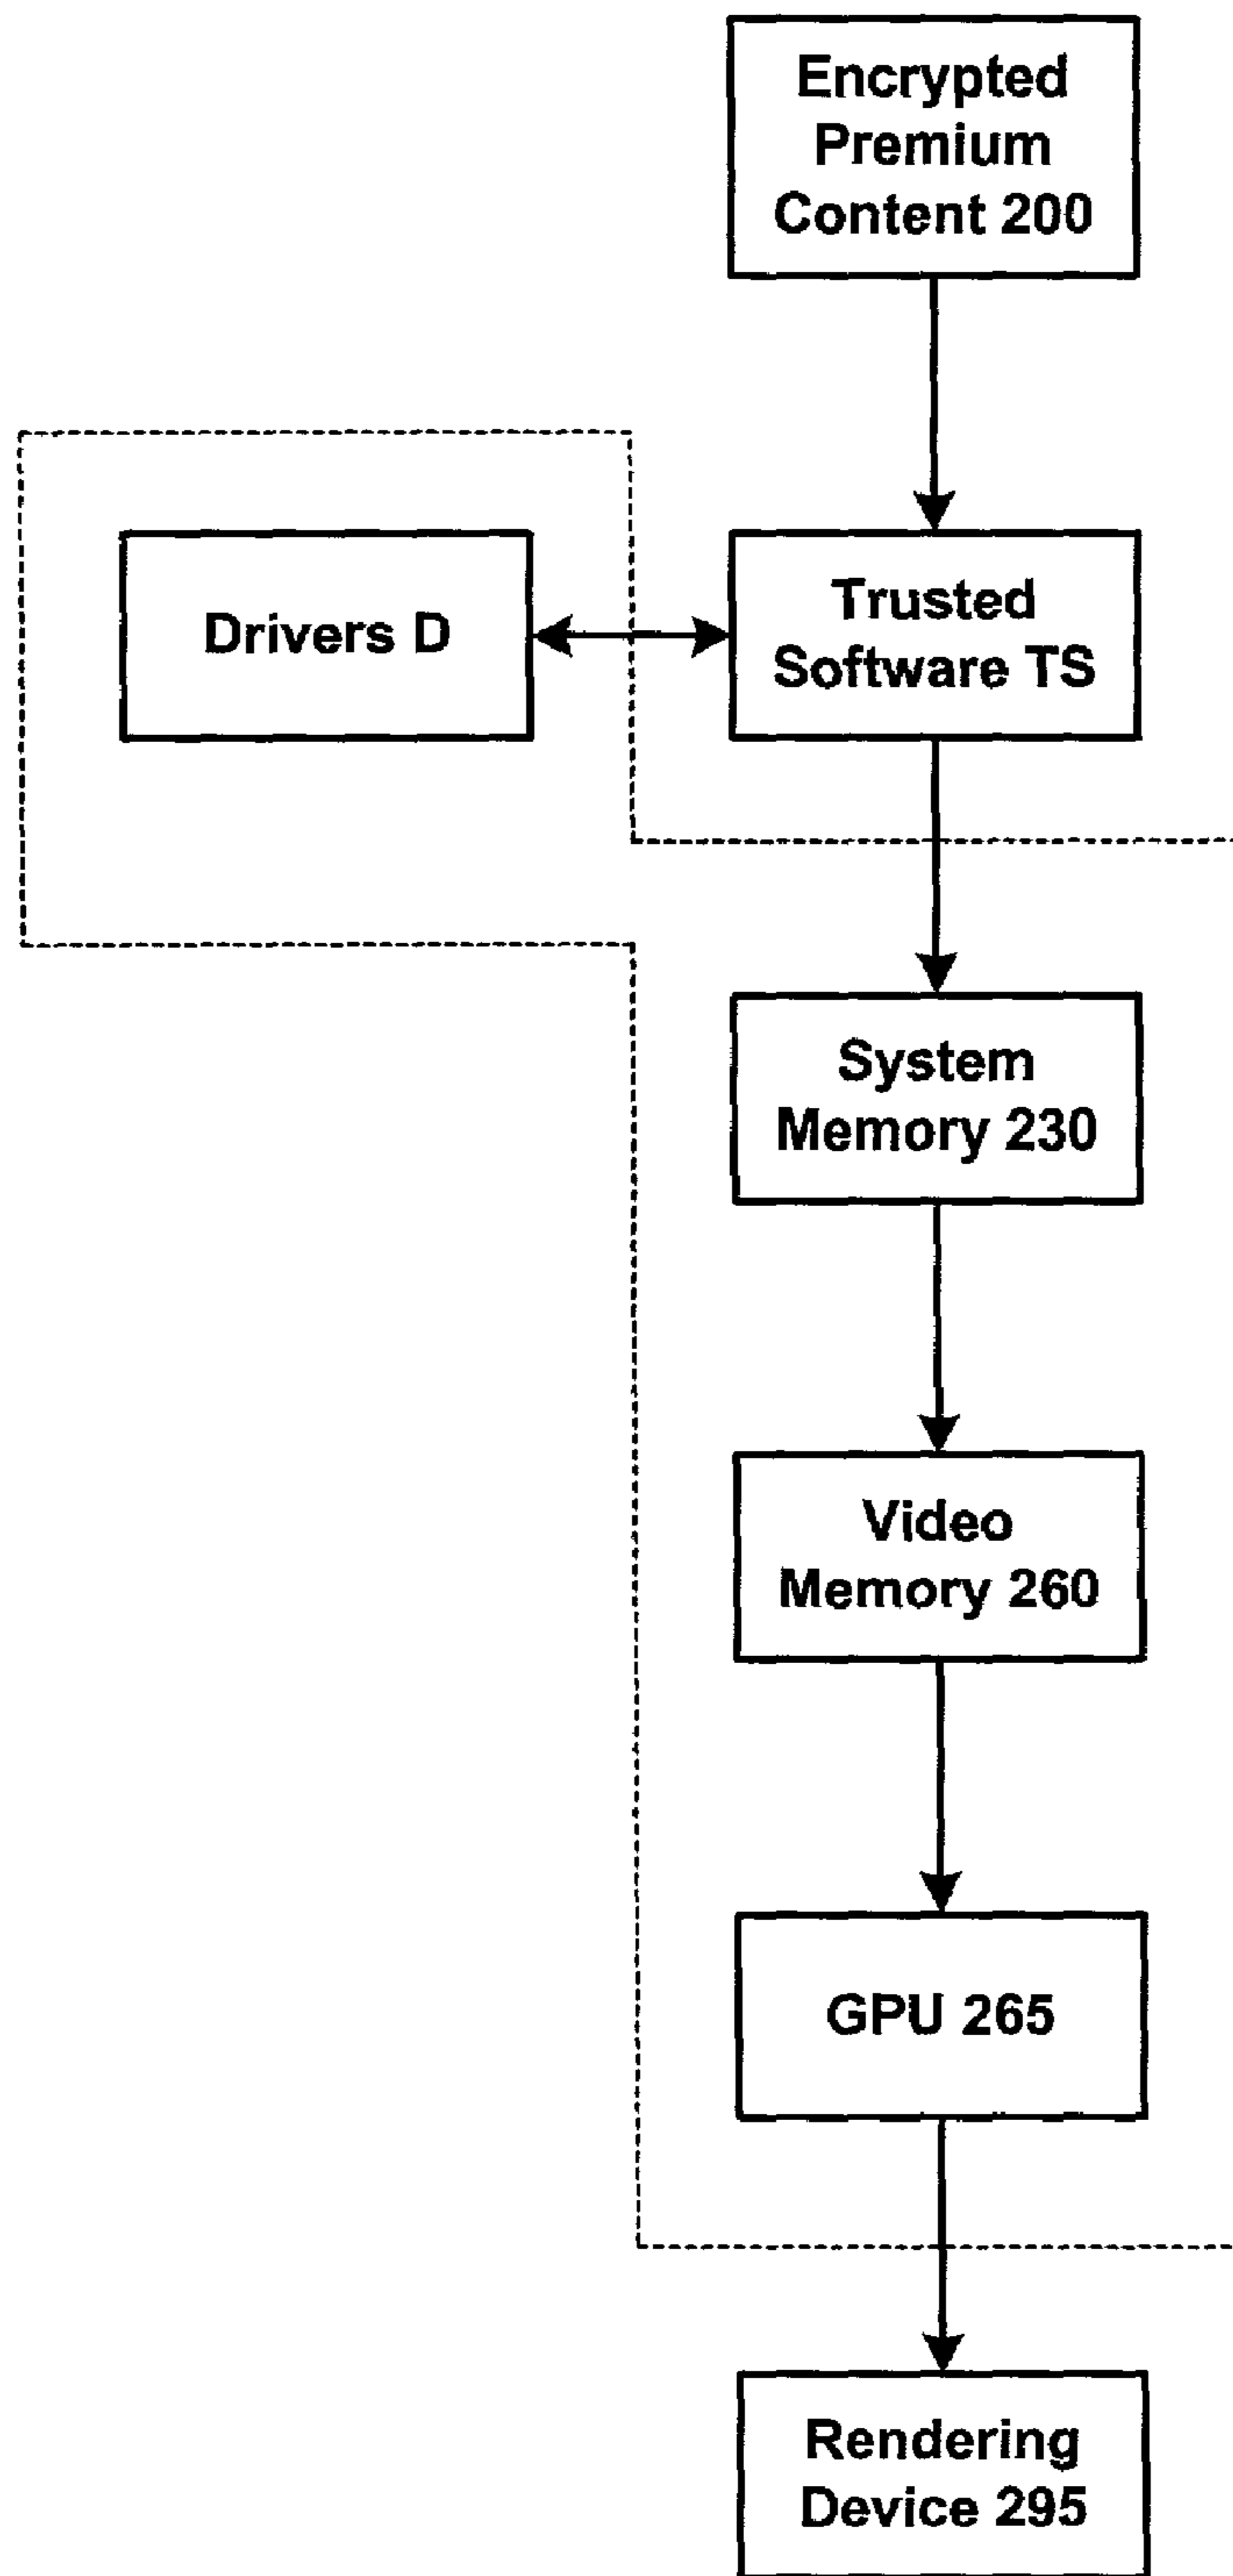 Encrypted
Premium
Content 200
Drivers D
Trusted
Software TS
System
Memory 230
Video
Memory 260
GPU 265
Rendering
Device 295